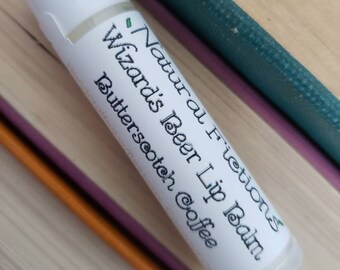 Natural Fictions
Wizard's Beer Lip Balm
Butterscotch Coffee